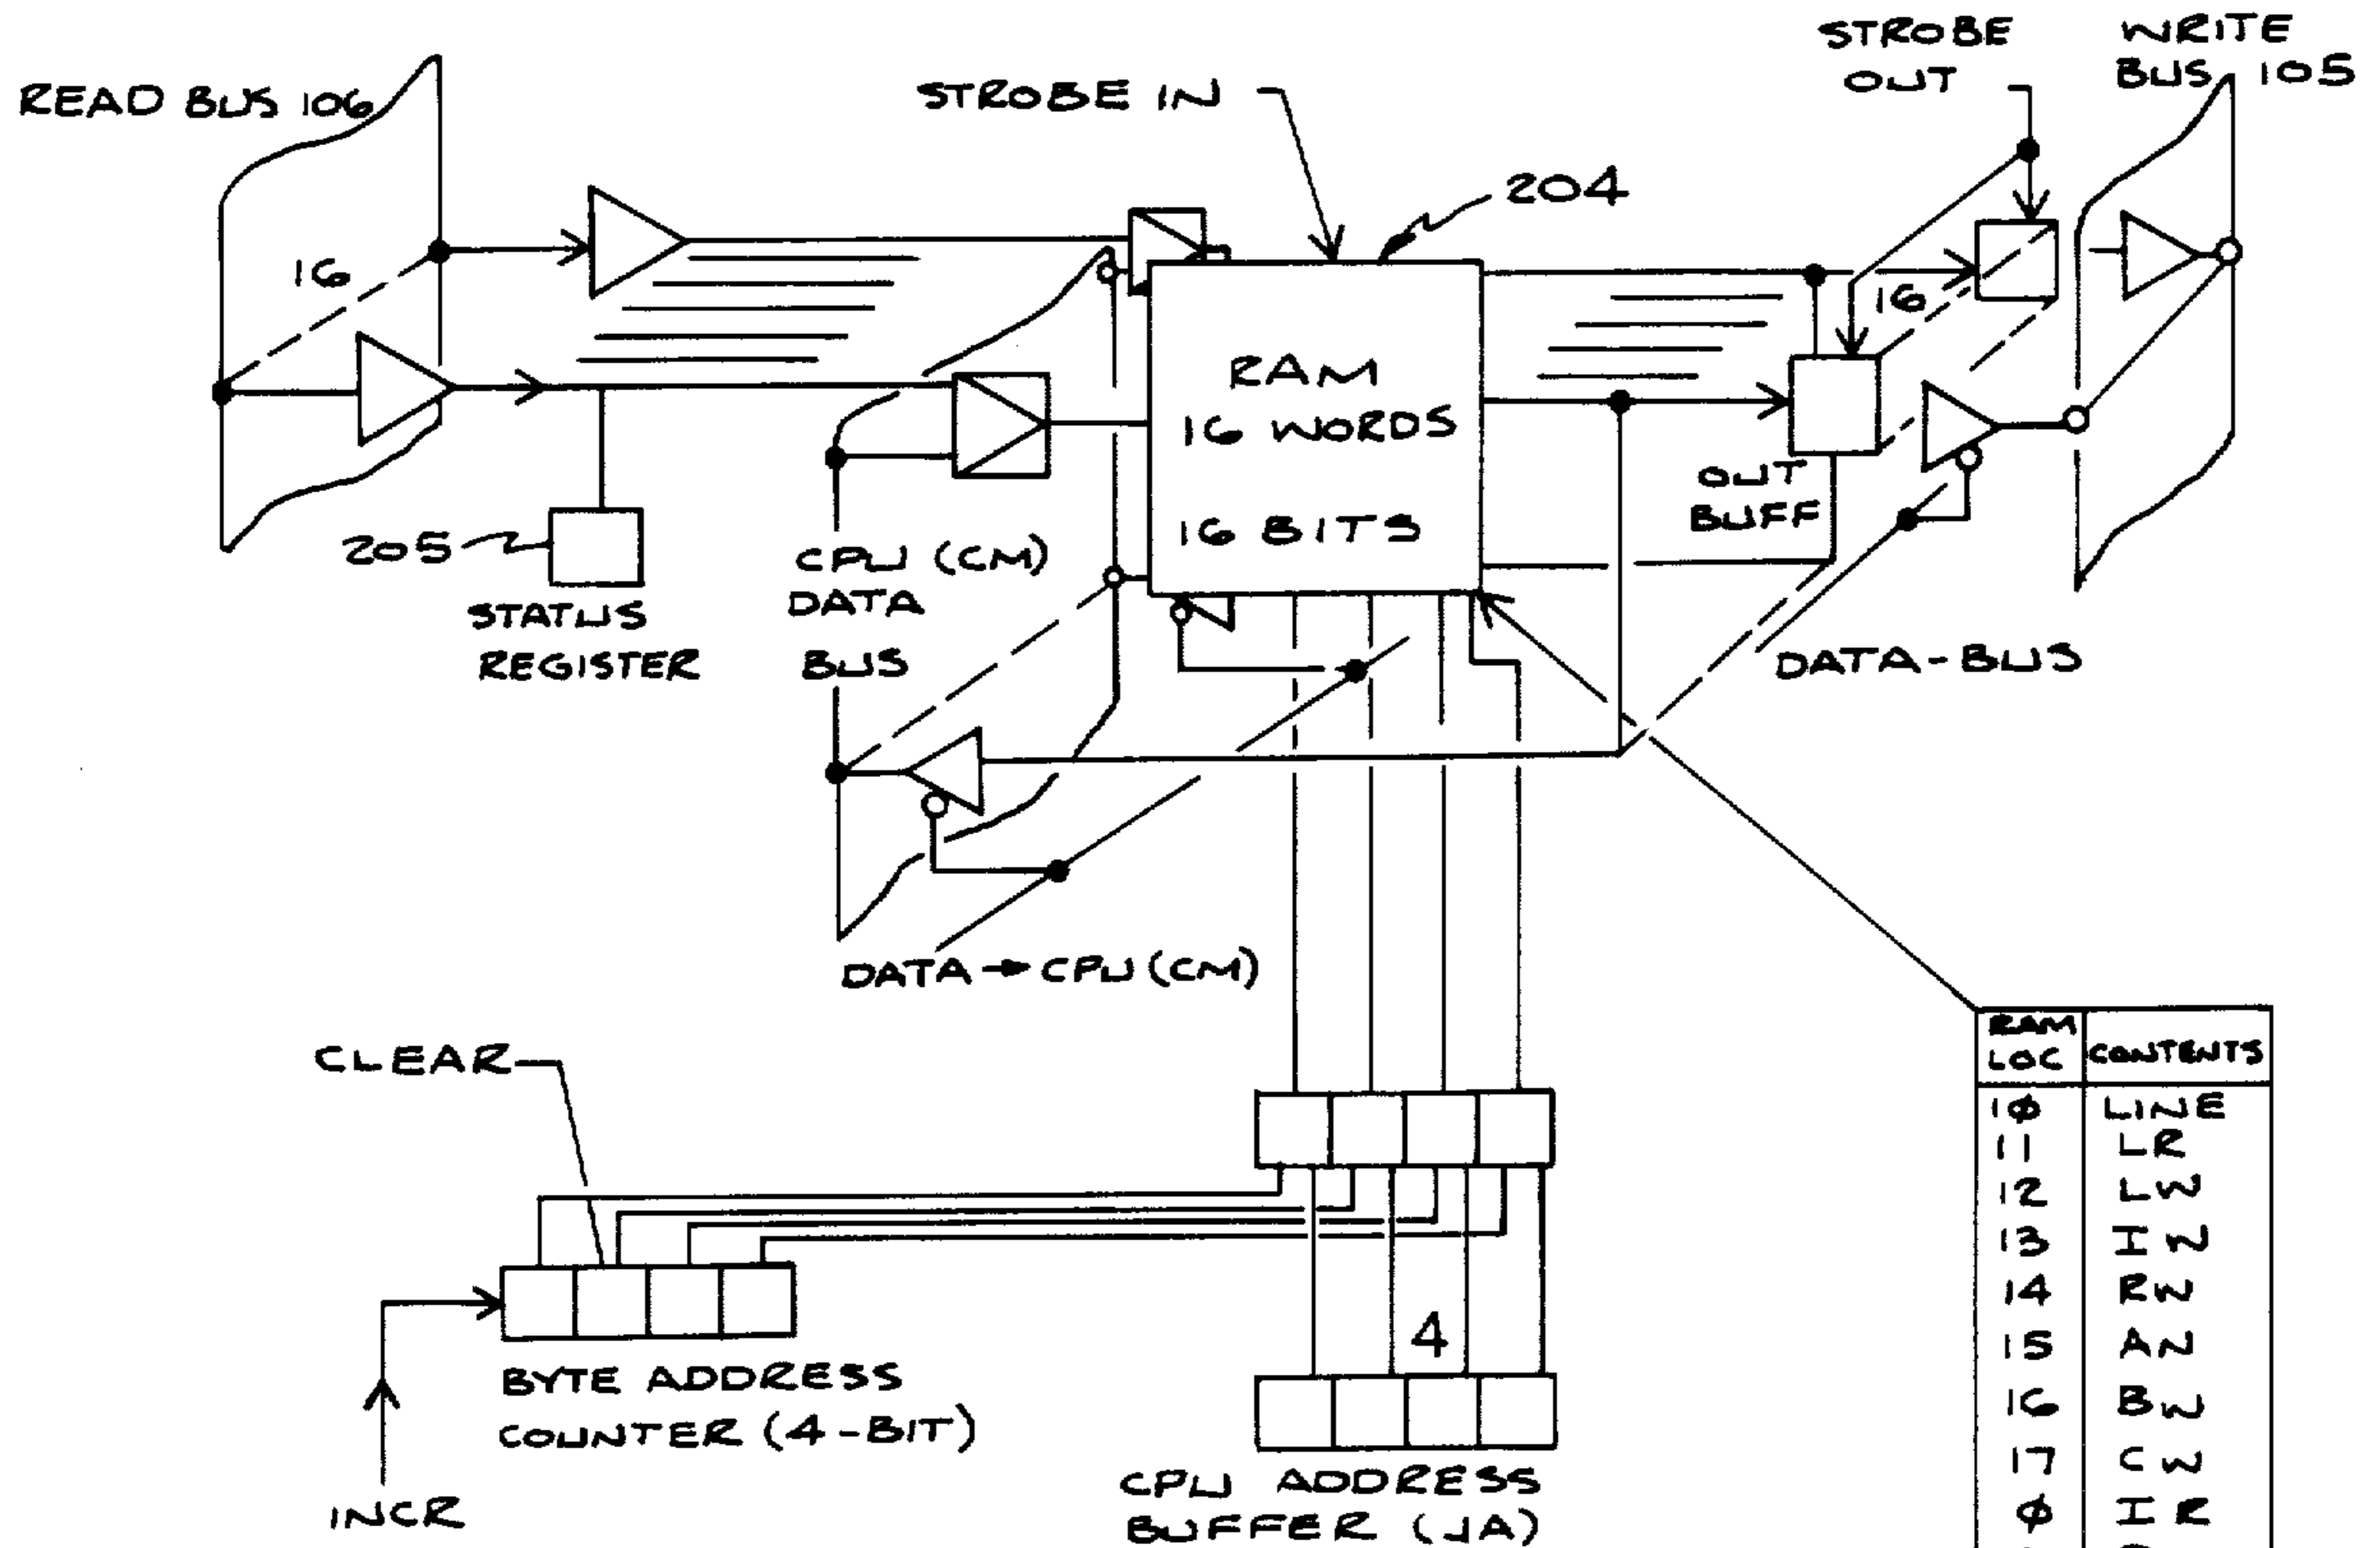 READ BUS 106
STROBE IN
STROBE
OUT
WRITE
BUS 105
204
16
16
RAM
16 WORDS
16 BITS
OUT
BUFF
205
STATUS
REGISTER
CPU (CM)
DATA
BUS
DATA-BUS
DATA → CPU (CM)
CLEAR
BYTE ADDRESS
COUNTER (4-BIT)
INCR
4
CPU ADDRESS
BUFFER (JA)
RAM
LOC CONTENTS
1ϕ LINE
11 LR
12 LW
13 IW
14 RW
15 AW
16 BW
17 CW
ϕ IR